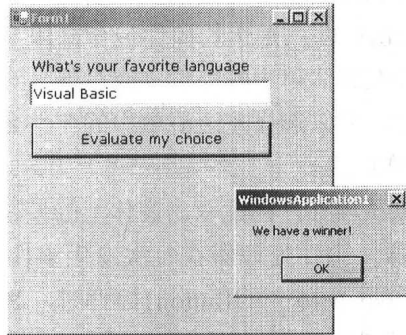 Form1
What's your favorite language
Visual Basic
Evaluate my choice
WindowsApplication1
We have a winner!
OK